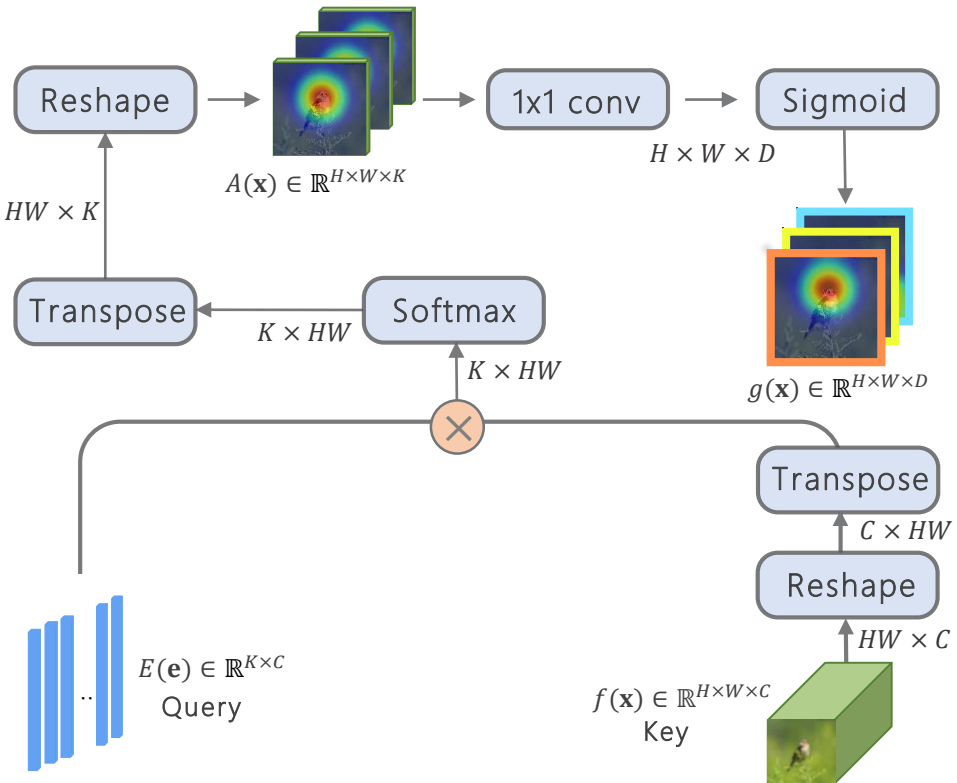 Reshape
1x1 conv
Sigmoid
H × W × D
A(𝐱) ∈ ℝ^{H×W×K}
HW × K
Transpose
Softmax
K × HW
K × HW
g(𝐱) ∈ ℝ^{H×W×D}
×
Transpose
C × HW
Reshape
HW × C
E(𝐞) ∈ ℝ^{K×C}
..
Query
f(𝐱) ∈ ℝ^{H×W×C}
Key